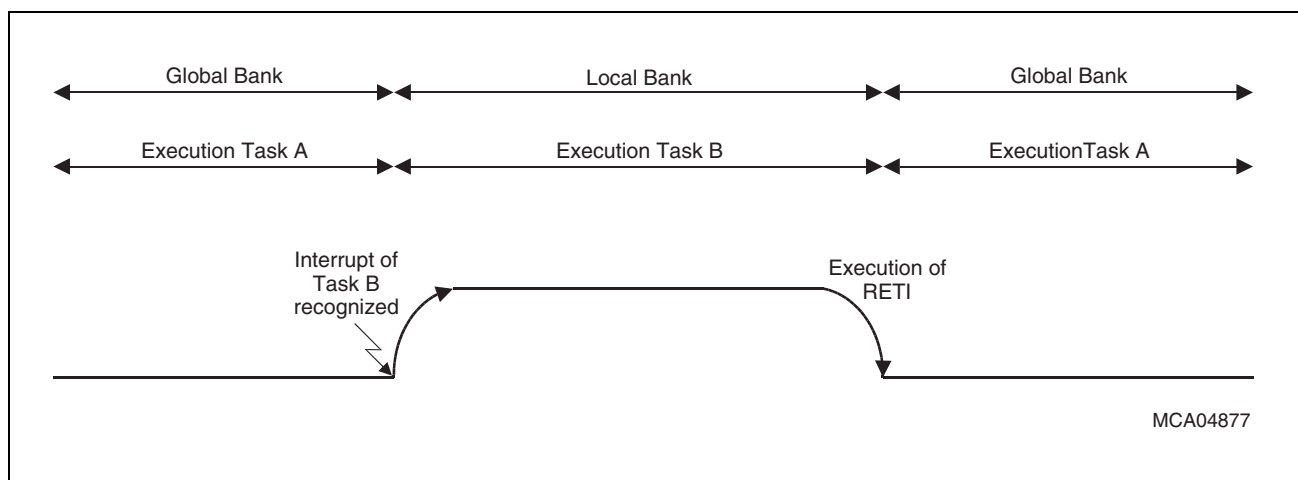 Global Bank
Local Bank
Global Bank
Execution Task A
Execution Task B
ExecutionTask A
Interrupt of
Task B
recognized
Execution of
RETI
MCA04877